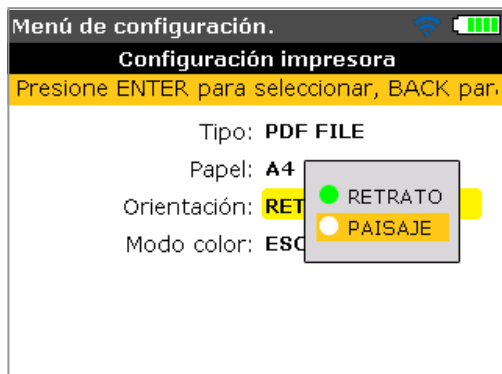 Menú de configuración.
Configuración impresora
Presione ENTER para seleccionar, BACK
Tipo: PDF FILE
Papel: A4
Orientación: RET
RETRATO
PAISAJE
Modo color: ESC